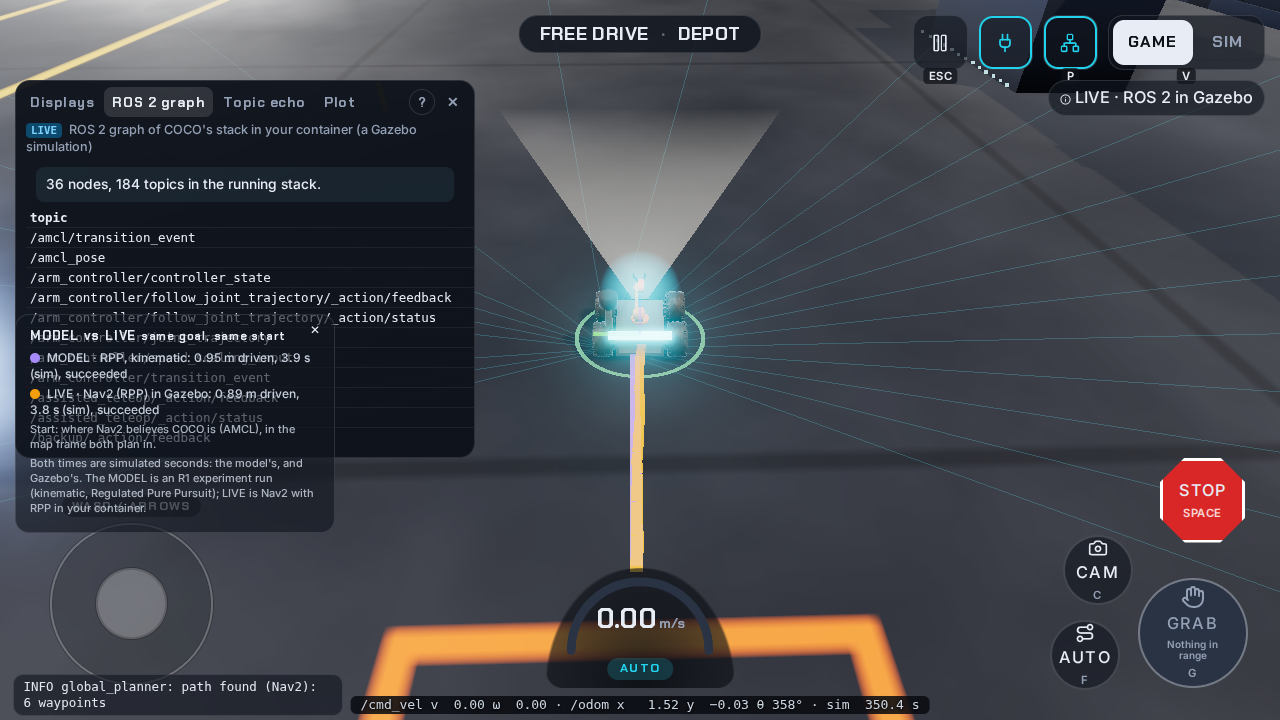 FREE DRIVE · DEPOT
ESC
P
GAME
SIM
V
LIVE · ROS 2 in Gazebo
Displays
ROS 2 graph
Topic echo
Plot
?
×
LIVE ROS 2 graph of COCO's stack in your container (a Gazebo
simulation)
36 nodes, 184 topics in the running stack.
topic
/amcl/transition_event
/amcl_pose
/arm_controller/controller_state
/arm_controller/follow_joint_trajectory/_action/feedback
/arm_controller/follow_joint_trajectory/_action/status
MODEL vs LIVE same goal, same start
×
MODEL · RPP, kinematic: 0.91 m driven, 3.9 s
(sim), succeeded
/transition_event
LIVE · Nav2 (RPP) in Gazebo: 0.89 m driven,
3.8 s (sim), succeeded
/assisted_teleop/_action/feedback
/assisted_teleop/_action/status
Start: where Nav2 believes COCO is (AMCL), in the
map frame both plan in.
/backup/_action/feedback
Both times are simulated seconds: the model's, and
Gazebo's. The MODEL is an R1 experiment run
(kinematic, Regulated Pure Pursuit); LIVE is Nav2 with
RPP in your container.
STOP
SPACE
CAM
C
GRAB
Nothing in
range
G
AUTO
F
0.00 m/s
AUTO
INFO global_planner: path found (Nav2):
6 waypoints
/cmd_vel v 0.00 ω 0.00 · /odom x 1.52 y −0.03 θ 358° · sim 350.4 s